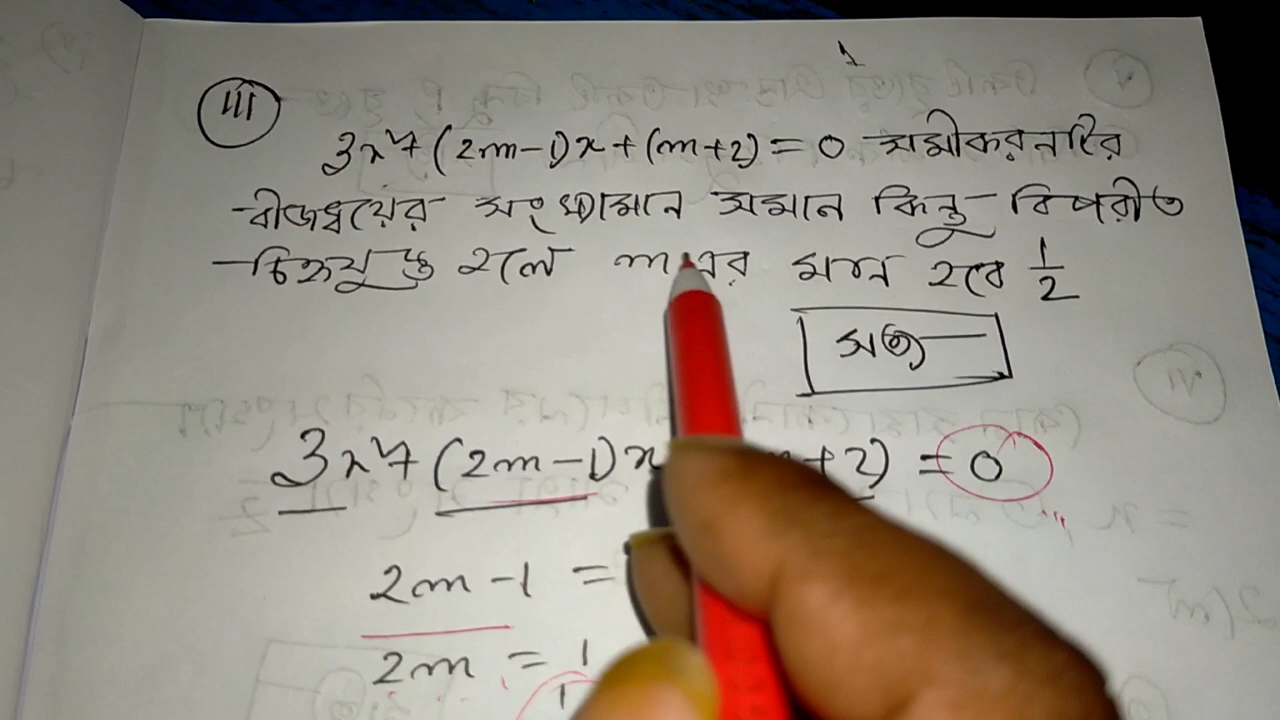 III
3x²+(2m-1)x+(m+2)=0 সমীকরনটির
বীজদ্বয়ের সংখ্যামান সমান কিন্তু বিপরীত
চিহ্নযুক্ত হলে m এর মান হবে 1/2
সত্য
3x²+(2m-1)x +2) = 0
2m-1 =
2m = 1